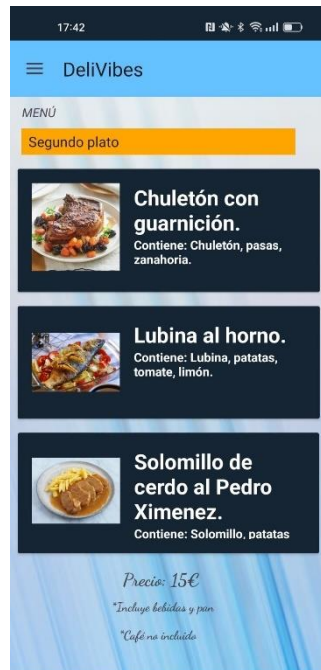 17:42
DeliVibes
MENÚ
Segundo plato
Chuletón con
guarnición.
Contiene: Chuletón, pasas,
zanahoria.
Lubina al horno.
Contiene: Lubina, patatas,
tomate, limón.
Solomillo de
cerdo al Pedro
Ximenez.
Contiene: Solomillo, patatas
Precio: 15€
*Incluye bebidas y pan
*Café no incluido